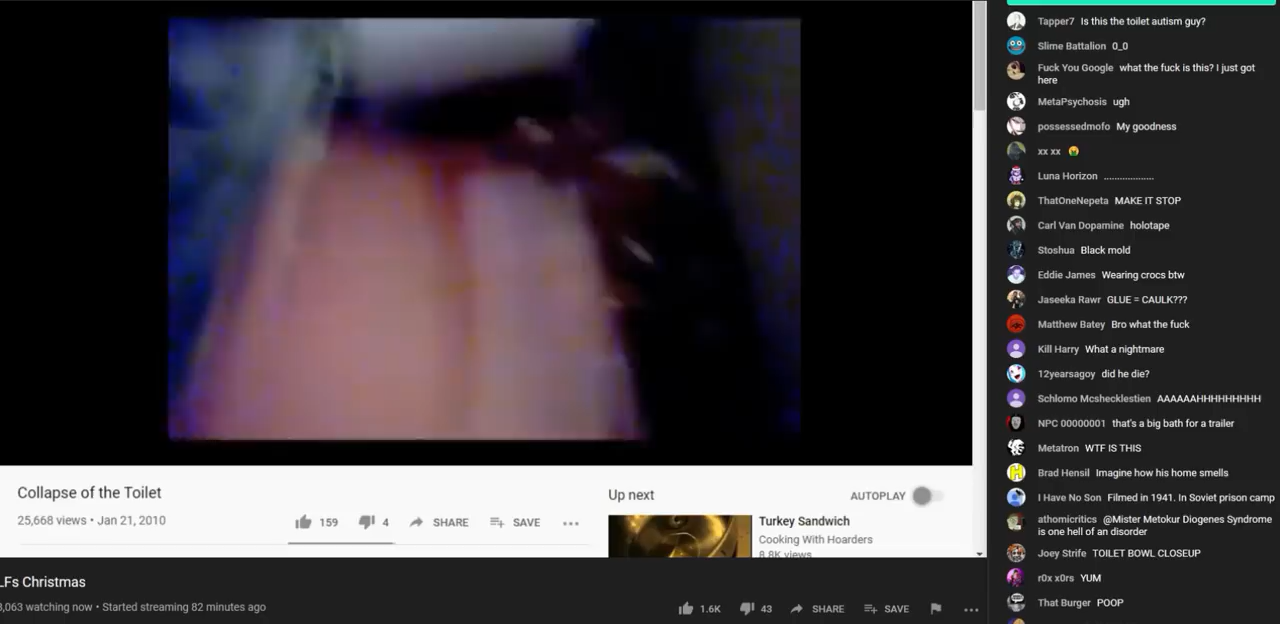 Collapse of the Toilet
25,668 views • Jan 21, 2010
159
4
SHARE
SAVE
Up next
AUTOPLAY
Turkey Sandwich
Cooking With Hoarders
8.8K views
LFs Christmas
3,063 watching now • Started streaming 82 minutes ago
1.6K
43
SHARE
SAVE
Tapper7 Is this the toilet autism guy?
Slime Battalion 0_0
Fuck You Google what the fuck is this? I just got
here
MetaPsychosis ugh
possessedmofo My goodness
xx xx 🤮
Luna Horizon ...................
ThatOneNepeta MAKE IT STOP
Carl Van Dopamine holotape
Stoshua Black mold
Eddie James Wearing crocs btw
Jaseeka Rawr GLUE = CAULK???
Matthew Batey Bro what the fuck
Kill Harry What a nightmare
12yearsagoy did he die?
Schlomo Mcshecklestien AAAAAAHHHHHHHHH
NPC 00000001 that's a big bath for a trailer
Metatron WTF IS THIS
Brad Hensil Imagine how his home smells
I Have No Son Filmed in 1941. In Soviet prison camp
athomicritics @Mister Metokur Diogenes Syndrome
is one hell of an disorder
Joey Strife TOILET BOWL CLOSEUP
r0x x0rs YUM
That Burger POOP